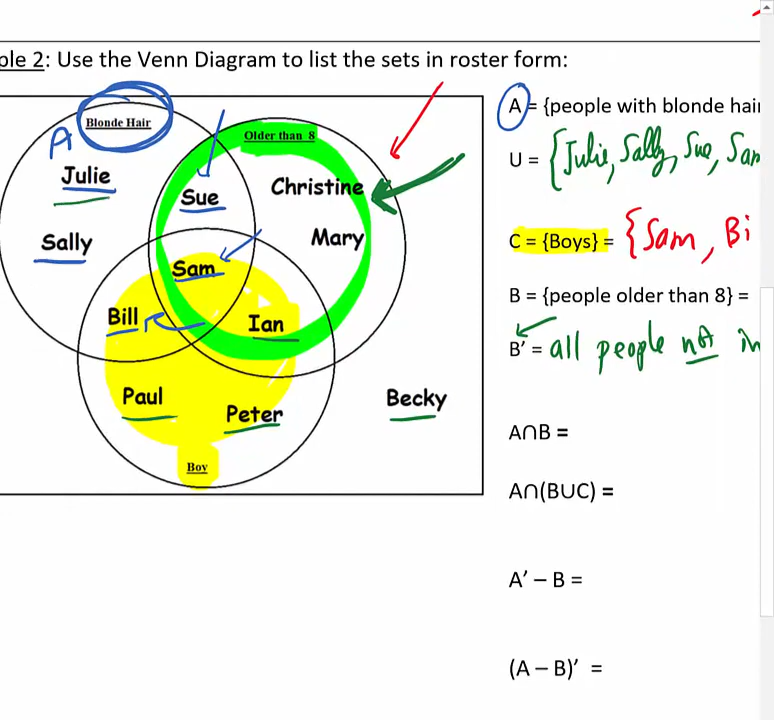 ple 2: Use the Venn Diagram to list the sets in roster form:
Blonde Hair
A
Older than 8
Julie
Sue
Christine
Sally
Mary
Sam
Bill
Ian
Paul
Peter
Becky
Boy
A = {people with blonde hair
U = {Julie, Sally, Sue, Sam
C = {Boys} = {Sam, Bi
B = {people older than 8} =
B′ = all people not in
A∩B =
A∩(B∪C) =
A′ – B =
(A – B)′ =